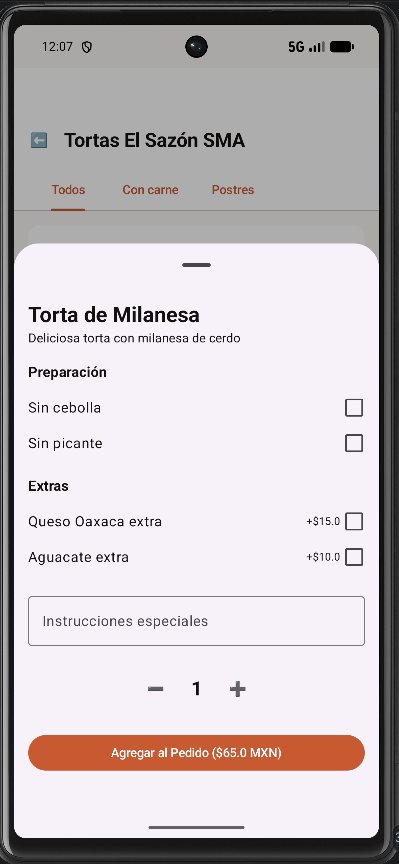 12:07 5G
Tortas El Sazón SMA
Todos Con carne Postres
Torta de Milanesa
Deliciosa torta con milanesa de cerdo
Preparación
Sin cebolla
Sin picante
Extras
Queso Oaxaca extra +$15.0
Aguacate extra +$10.0
Instrucciones especiales
− 1 +
Agregar al Pedido ($65.0 MXN)